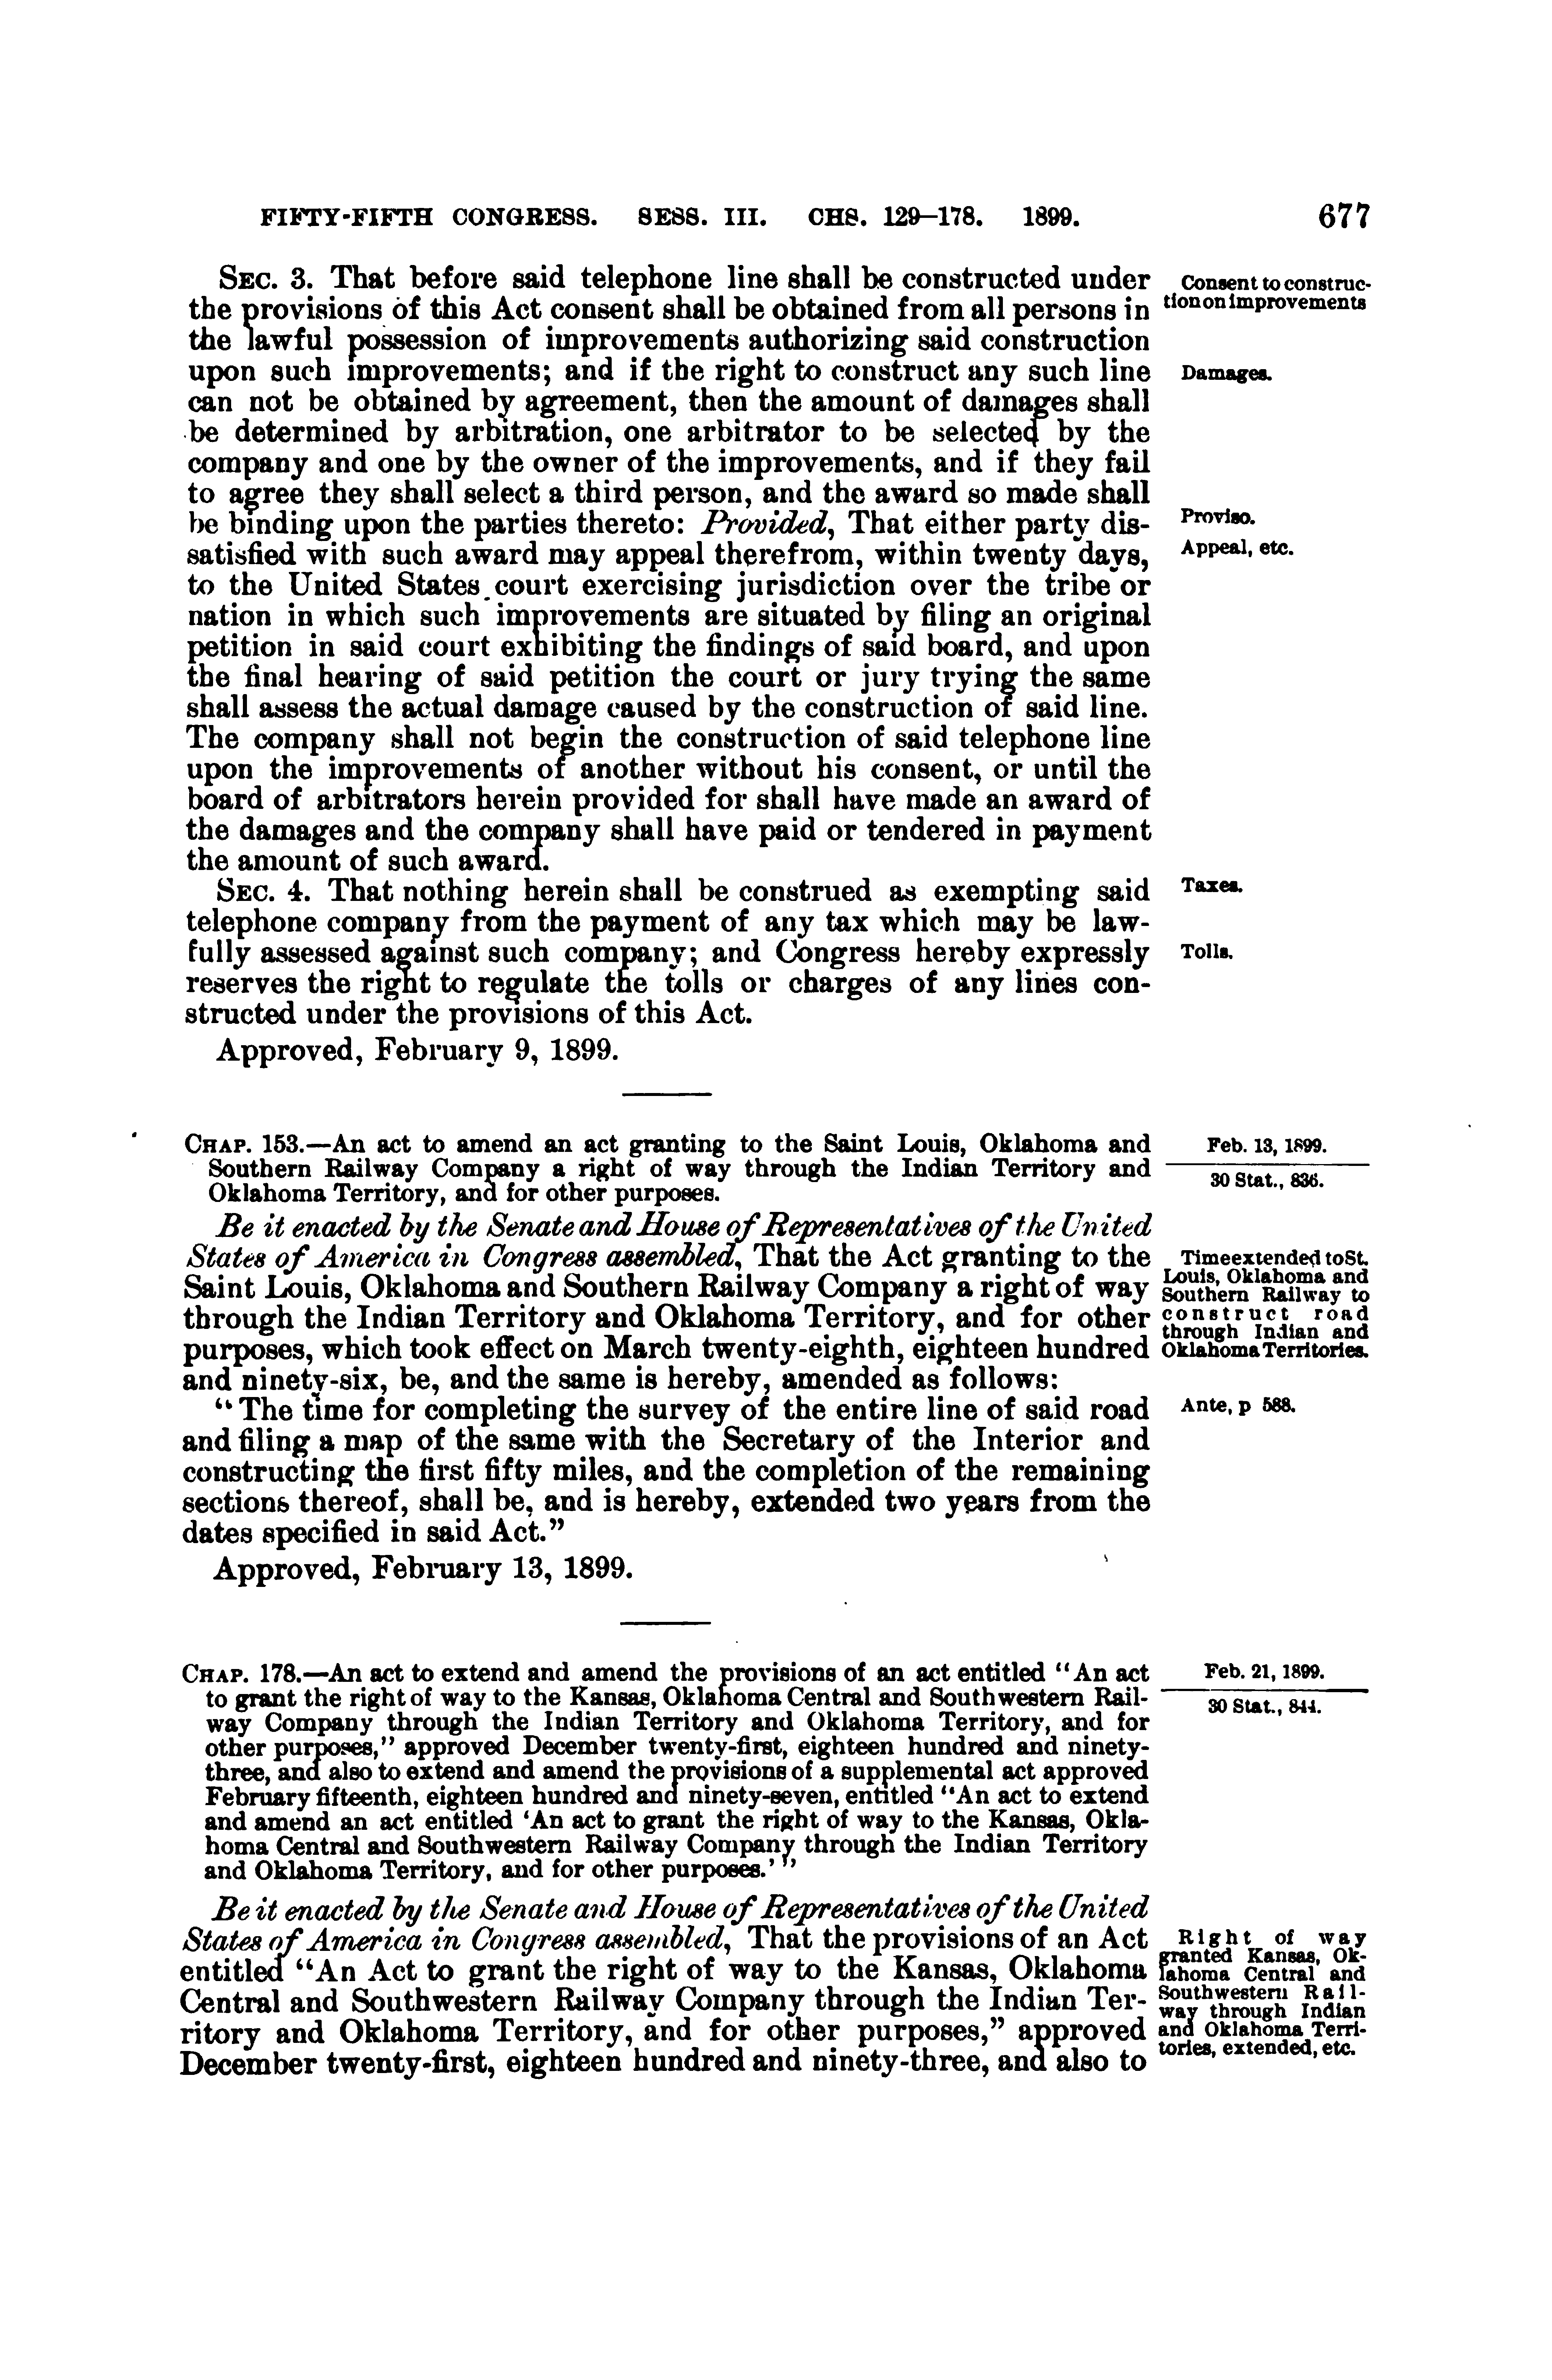 FIFTY-FIFTH CONGRESS. SESS. III. CHS. 129–178. 1899. 677
SEC. 3. That before said telephone line shall be constructed under
the provisions of this Act consent shall be obtained from all persons in
the lawful possession of improvements authorizing said construction
upon such improvements; and if the right to construct any such line
can not be obtained by agreement, then the amount of damages shall
be determined by arbitration, one arbitrator to be selected by the
company and one by the owner of the improvements, and if they fail
to agree they shall select a third person, and the award so made shall
be binding upon the parties thereto: Provided, That either party dis-
satisfied with such award may appeal therefrom, within twenty days,
to the United States court exercising jurisdiction over the tribe or
nation in which such improvements are situated by filing an original
petition in said court exhibiting the findings of said board, and upon
the final hearing of said petition the court or jury trying the same
shall assess the actual damage caused by the construction of said line.
The company shall not begin the construction of said telephone line
upon the improvements of another without his consent, or until the
board of arbitrators herein provided for shall have made an award of
the damages and the company shall have paid or tendered in payment
the amount of such award.
SEC. 4. That nothing herein shall be construed as exempting said
telephone company from the payment of any tax which may be law-
fully assessed against such company; and Congress hereby expressly
reserves the right to regulate the tolls or charges of any lines con-
structed under the provisions of this Act.
Approved, February 9, 1899.
Consent to construc-
tion on improvements
Damages.
Proviso.
Appeal, etc.
Taxes.
Tolls.
CHAP. 153.—An act to amend an act granting to the Saint Louis, Oklahoma and
Southern Railway Company a right of way through the Indian Territory and
Oklahoma Territory, and for other purposes.
Feb. 13, 1899.
30 Stat., 836.
Be it enacted by the Senate and House of Representatives of the United
States of America in Congress assembled, That the Act granting to the
Saint Louis, Oklahoma and Southern Railway Company a right of way
through the Indian Territory and Oklahoma Territory, and for other
purposes, which took effect on March twenty-eighth, eighteen hundred
and ninety-six, be, and the same is hereby, amended as follows:
"The time for completing the survey of the entire line of said road
and filing a map of the same with the Secretary of the Interior and
constructing the first fifty miles, and the completion of the remaining
sections thereof, shall be, and is hereby, extended two years from the
dates specified in said Act."
Approved, February 13, 1899.
Time extended to St.
Louis, Oklahoma and
Southern Railway to
construct road
through Indian and
Oklahoma Territories.
Ante, p 588.
CHAP. 178.—An act to extend and amend the provisions of an act entitled "An act
to grant the right of way to the Kansas, Oklahoma Central and Southwestern Rail-
way Company through the Indian Territory and Oklahoma Territory, and for
other purposes," approved December twenty-first, eighteen hundred and ninety-
three, and also to extend and amend the provisions of a supplemental act approved
February fifteenth, eighteen hundred and ninety-seven, entitled "An act to extend
and amend an act entitled 'An act to grant the right of way to the Kansas, Okla-
homa Central and Southwestern Railway Company through the Indian Territory
and Oklahoma Territory, and for other purposes.' "
Feb. 21, 1899.
30 Stat., 844.
Be it enacted by the Senate and House of Representatives of the United
States of America in Congress assembled, That the provisions of an Act
entitled "An Act to grant the right of way to the Kansas, Oklahoma
Central and Southwestern Railway Company through the Indian Ter-
ritory and Oklahoma Territory, and for other purposes," approved
December twenty-first, eighteen hundred and ninety-three, and also to
Right of way
granted Kansas, Ok-
lahoma Central and
Southwestern Rail-
way through Indian
and Oklahoma Terri-
tories, extended, etc.